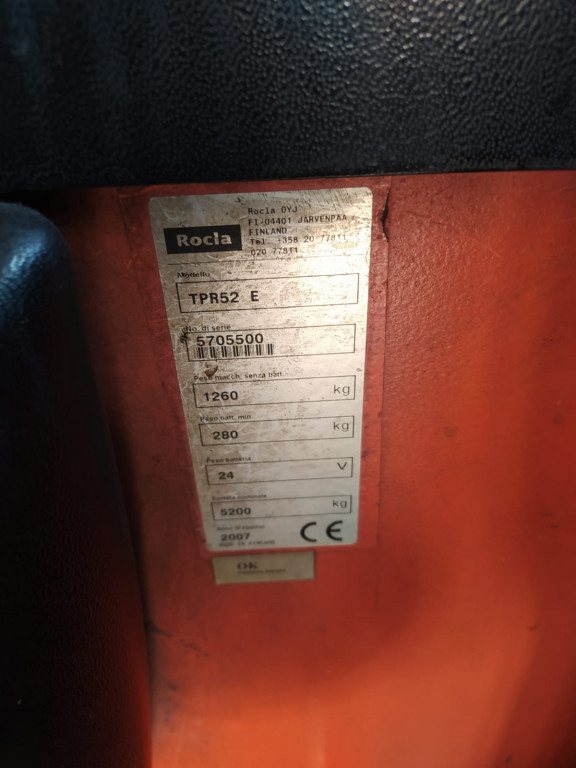 Rocla
Rocla OYJ
FI-04401 JÄRVENPÄÄ
FINLAND
Tel. +358 20 77811
020 77811
Modello
TPR52 E
No. di serie
5705500
Peso macch. senza batt.
1260 kg
Peso batt. min
280 kg
Peso batteria
24 V
Portata nominale
5200 kg
2007
MADE IN FINLAND
CE
OK